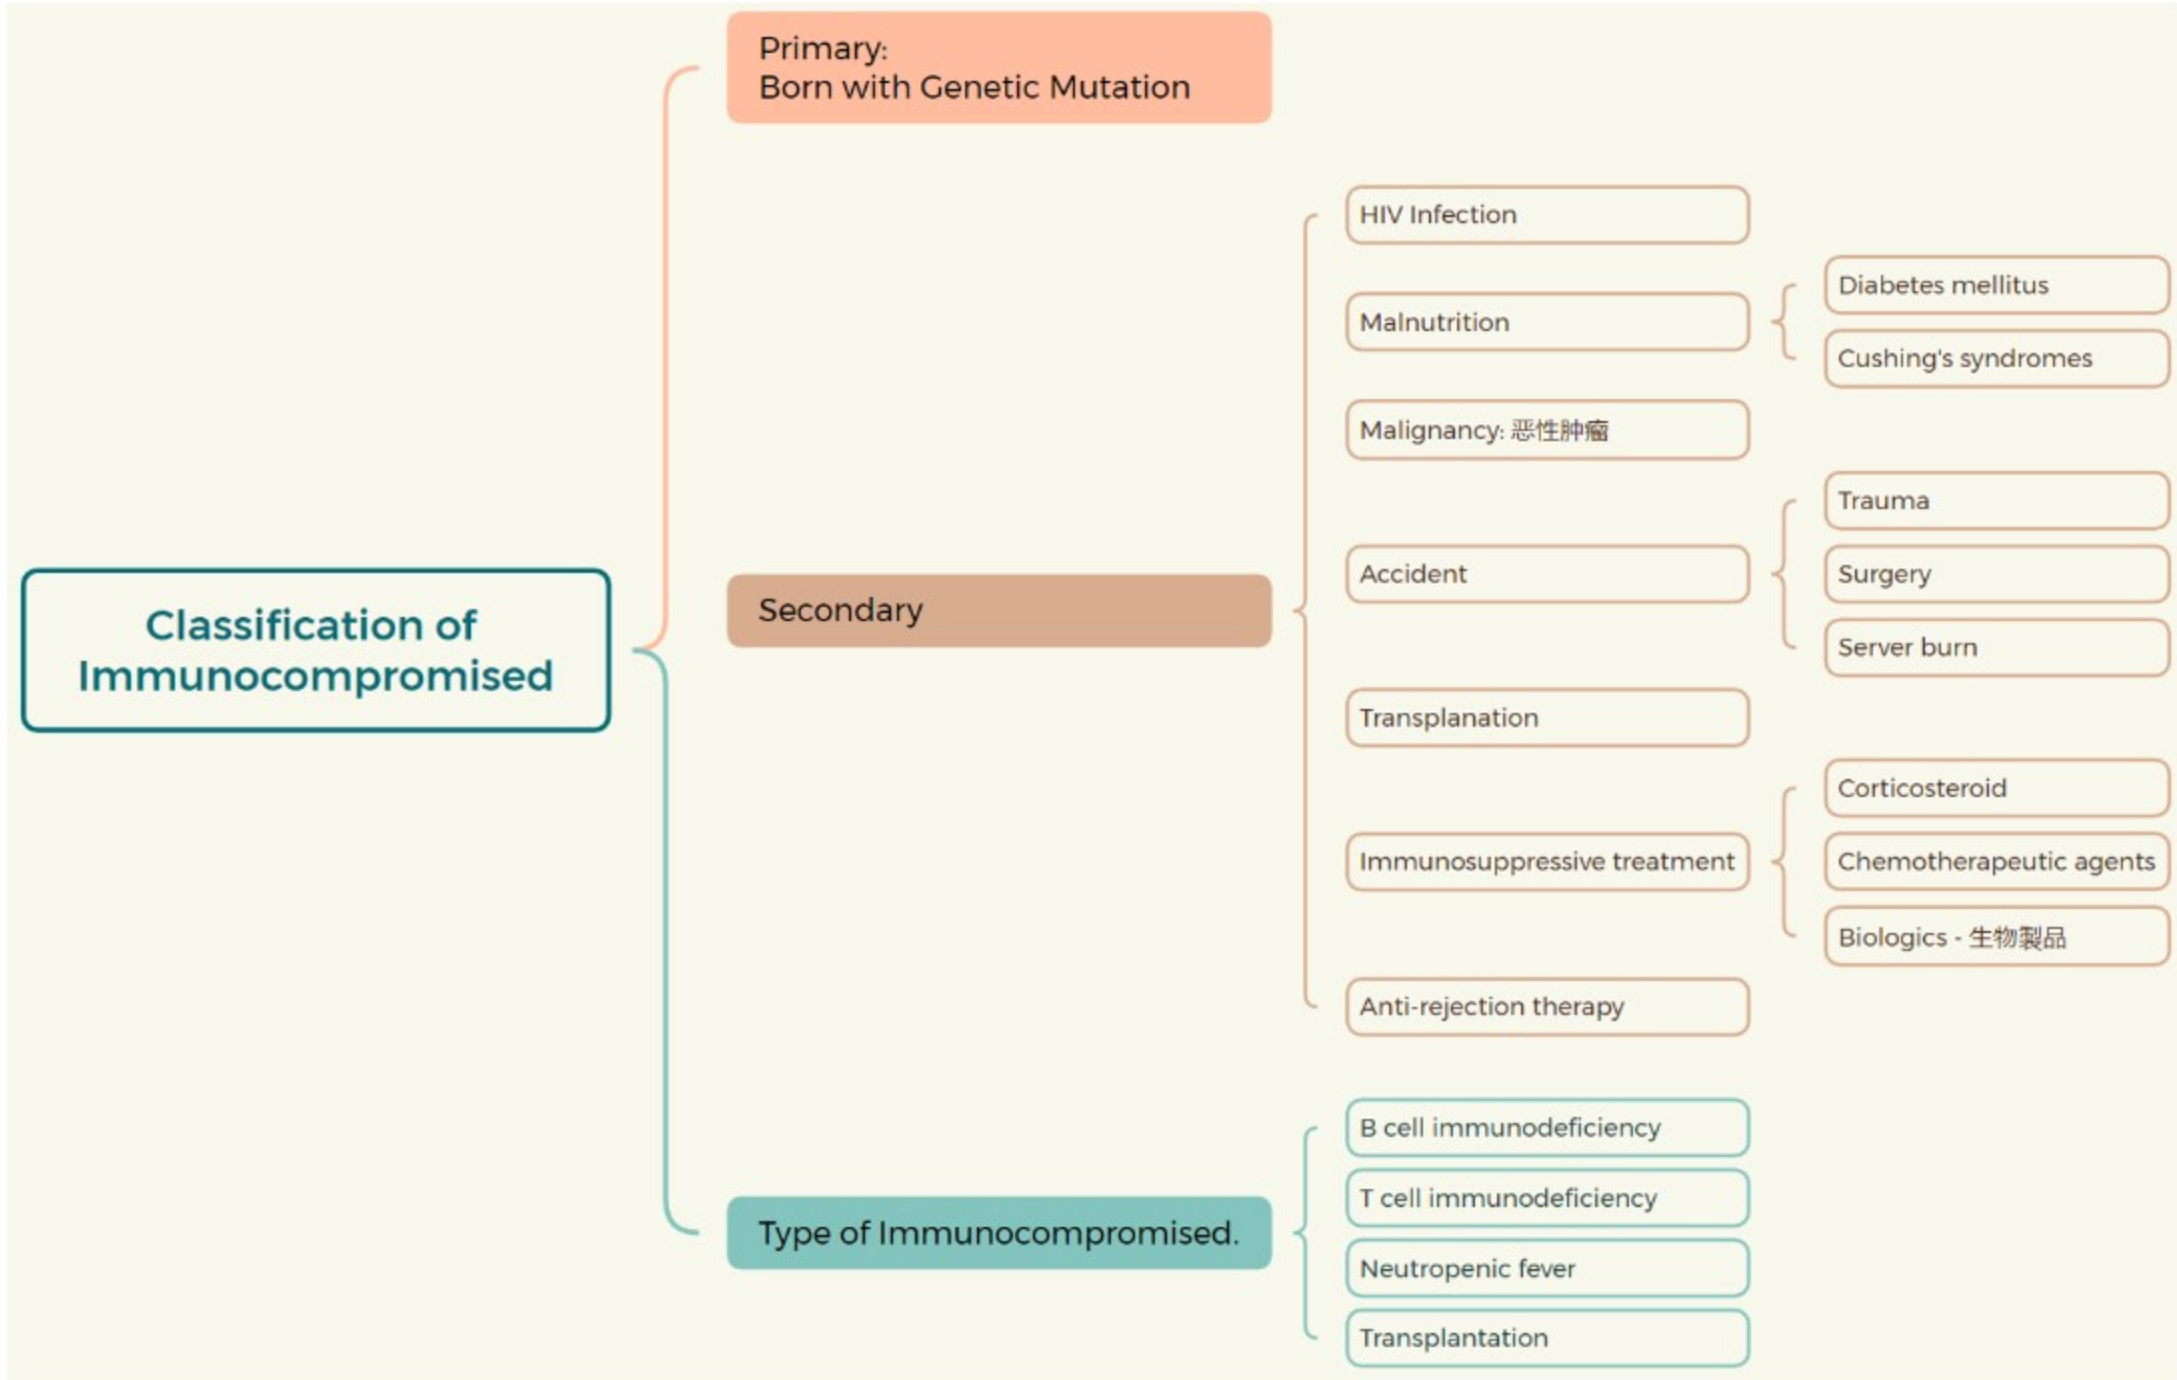 Classification of
Immunocompromised
Primary:
Born with Genetic Mutation
Secondary
HIV Infection
Malnutrition
Diabetes mellitus
Cushing's syndromes
Malignancy: 恶性肿瘤
Accident
Trauma
Surgery
Server burn
Transplanation
Immunosuppressive treatment
Corticosteroid
Chemotherapeutic agents
Biologics - 生物製品
Anti-rejection therapy
Type of Immunocompromised.
B cell immunodeficiency
T cell immunodeficiency
Neutropenic fever
Transplantation